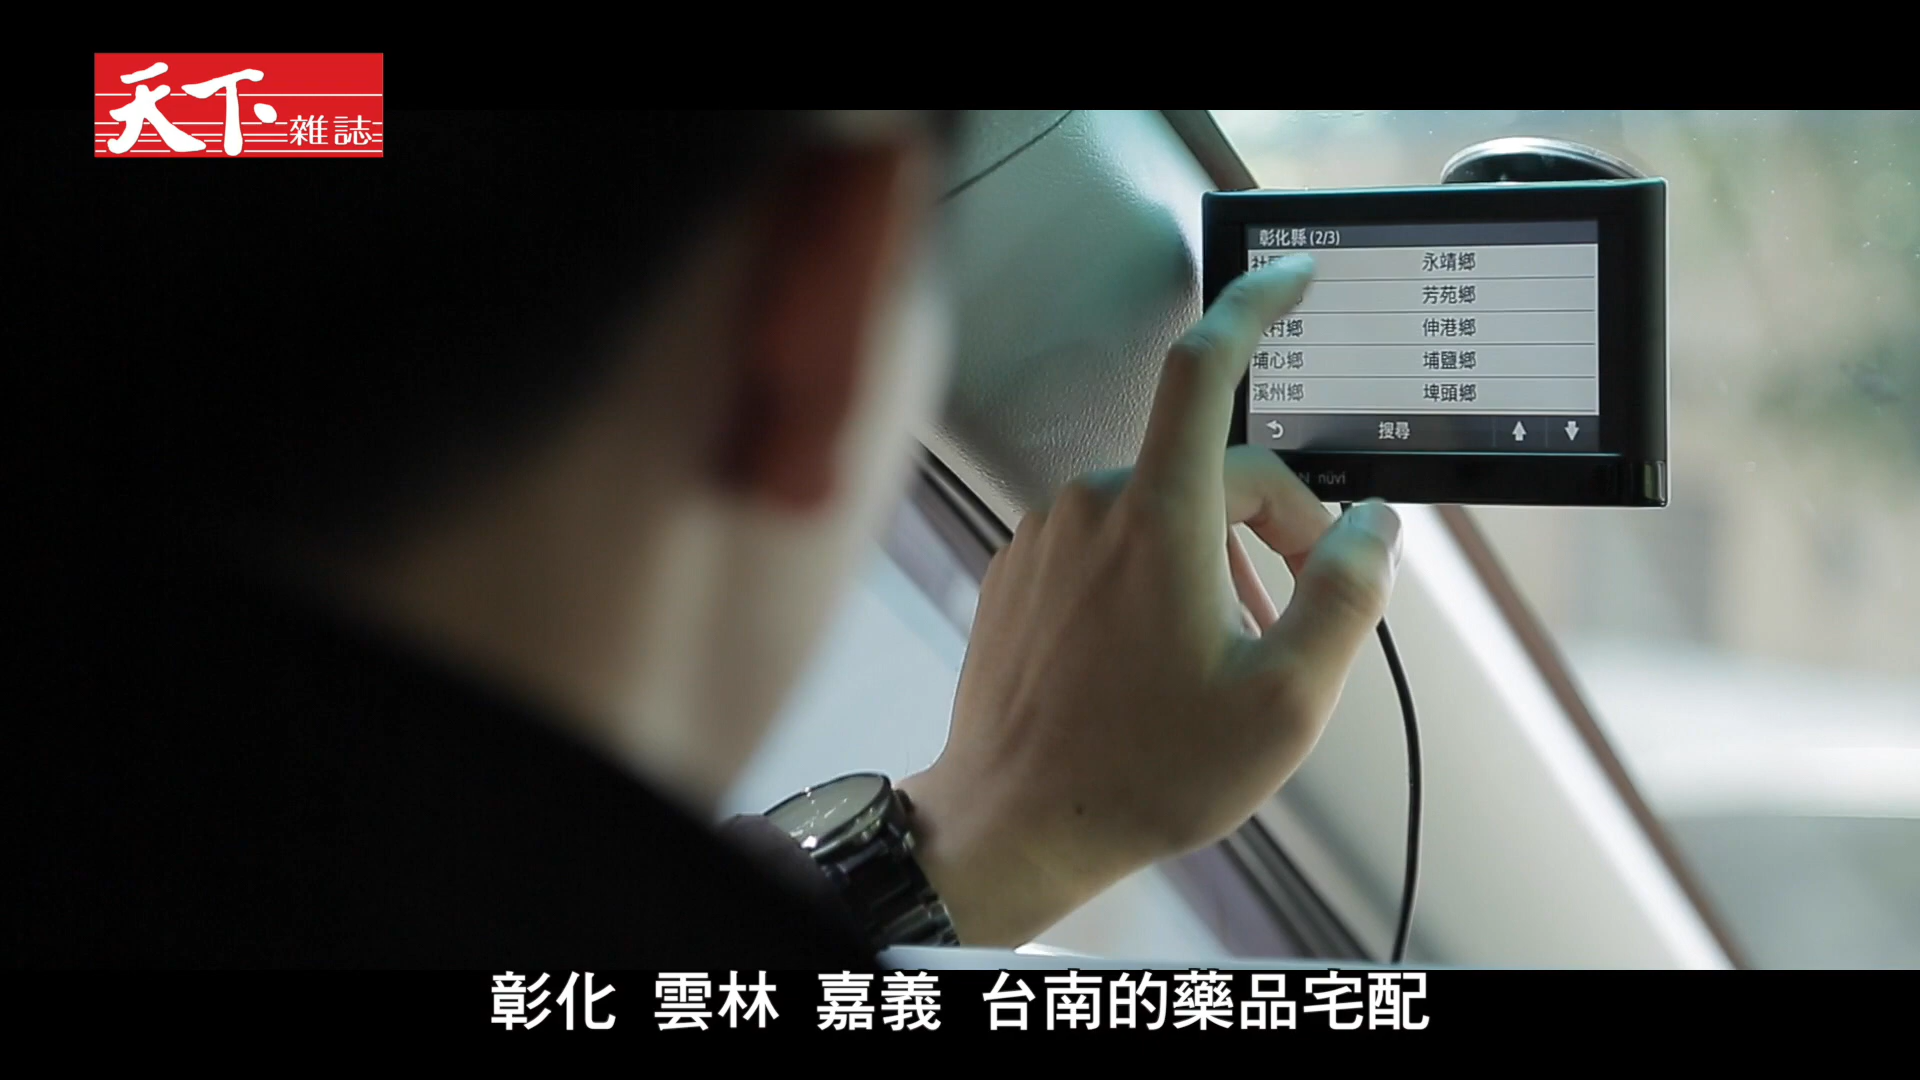 天下雜誌
彰化縣 (2/3)
永靖鄉
芳苑鄉
村鄉 伸港鄉
埔心鄉 埔鹽鄉
溪州鄉 埤頭鄉
搜尋
nüvi
彰化 雲林 嘉義 台南的藥品宅配